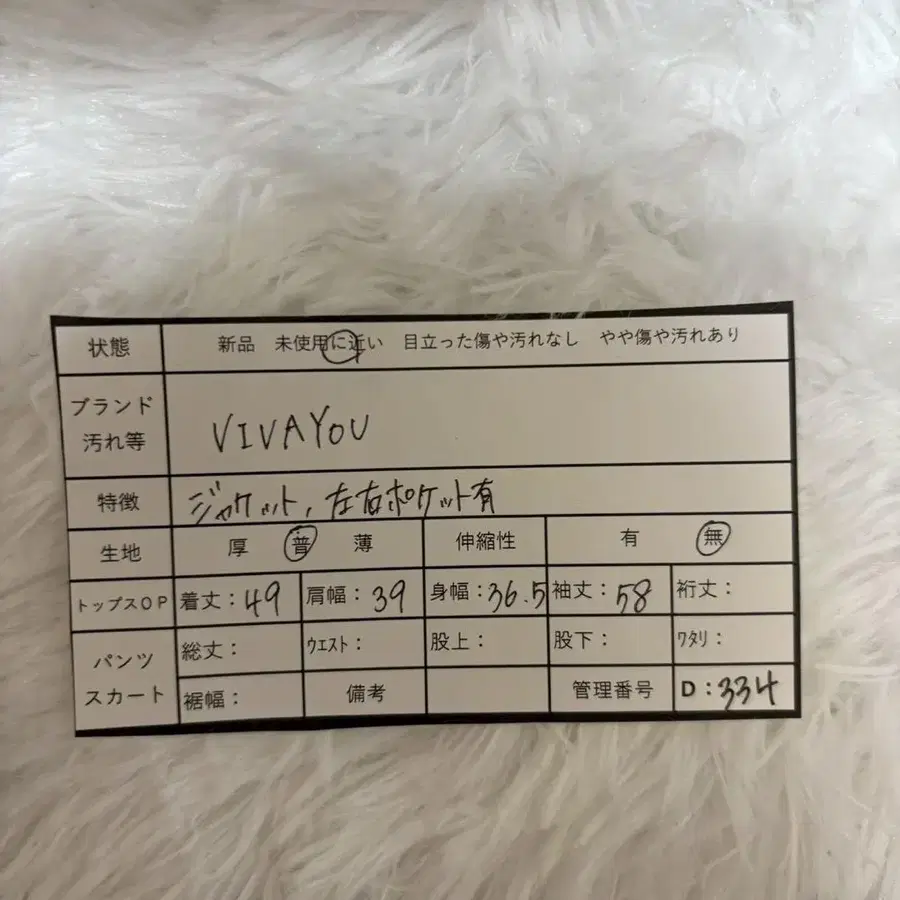 状態 新品 未使用に近い 目立った傷や汚れなし やや傷や汚れあり
ブランド
汚れ等 VIVAYOU
特徴 ジャケット, 左右ポケット有
生地 厚 普 薄 伸縮性 有 無
トップスOP 着丈:49 肩幅:39 身幅:36.5 袖丈:58 裄丈:
パンツ
スカート
総丈: ウエスト: 股上: 股下: ワタリ:
裾幅: 備考 管理番号 D:334